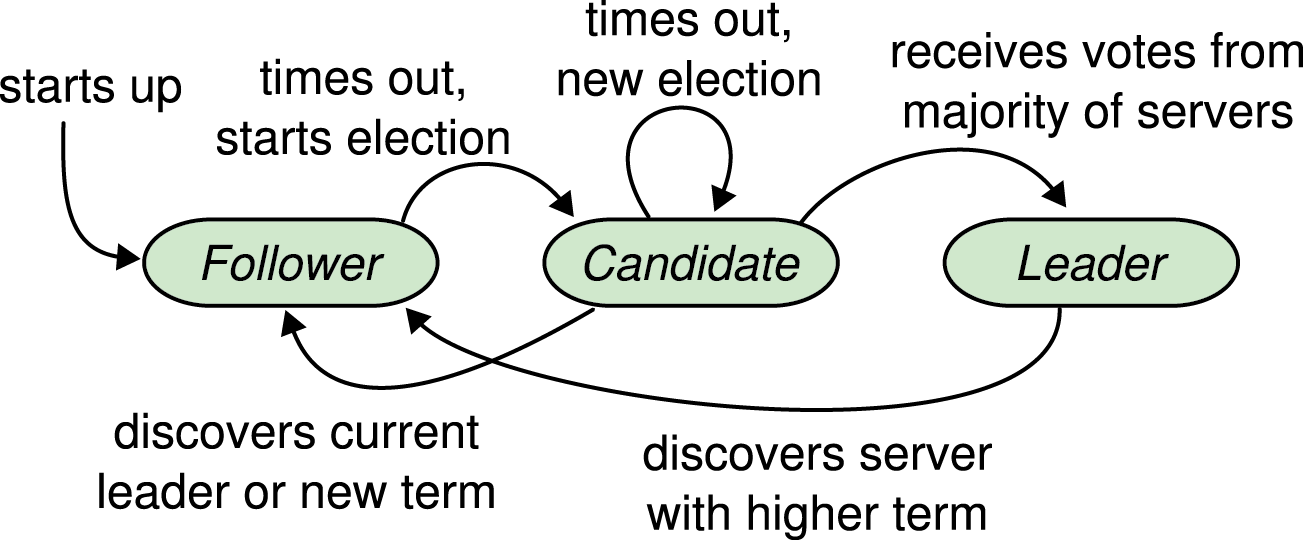 starts up
times out,
starts election
times out,
new election
receives votes from
majority of servers
Follower
Candidate
Leader
discovers current
leader or new term
discovers server
with higher term